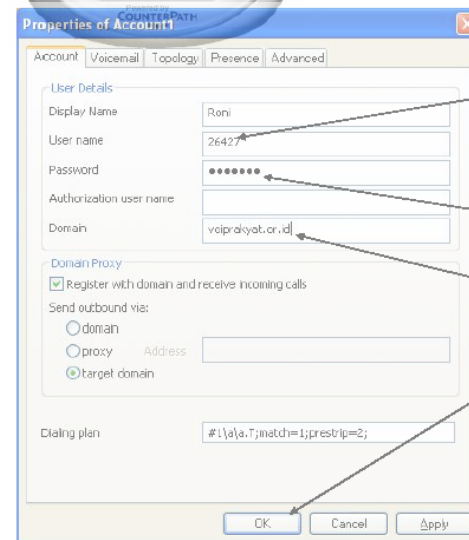 Powered by
COUNTERPATH
Properties of Account1
Account Voicemail Topology Presence Advanced
User Details
Display Name Roni
User name 26427
Password ●●●●●●●
Authorization user name
Domain voiprakyat.or.id
Domain Proxy
Register with domain and receive incoming calls
Send outbound via:
domain
proxy Address
target domain
Dialing plan #1\a\a.T;match=1;prestrip=2;
OK Cancel Apply